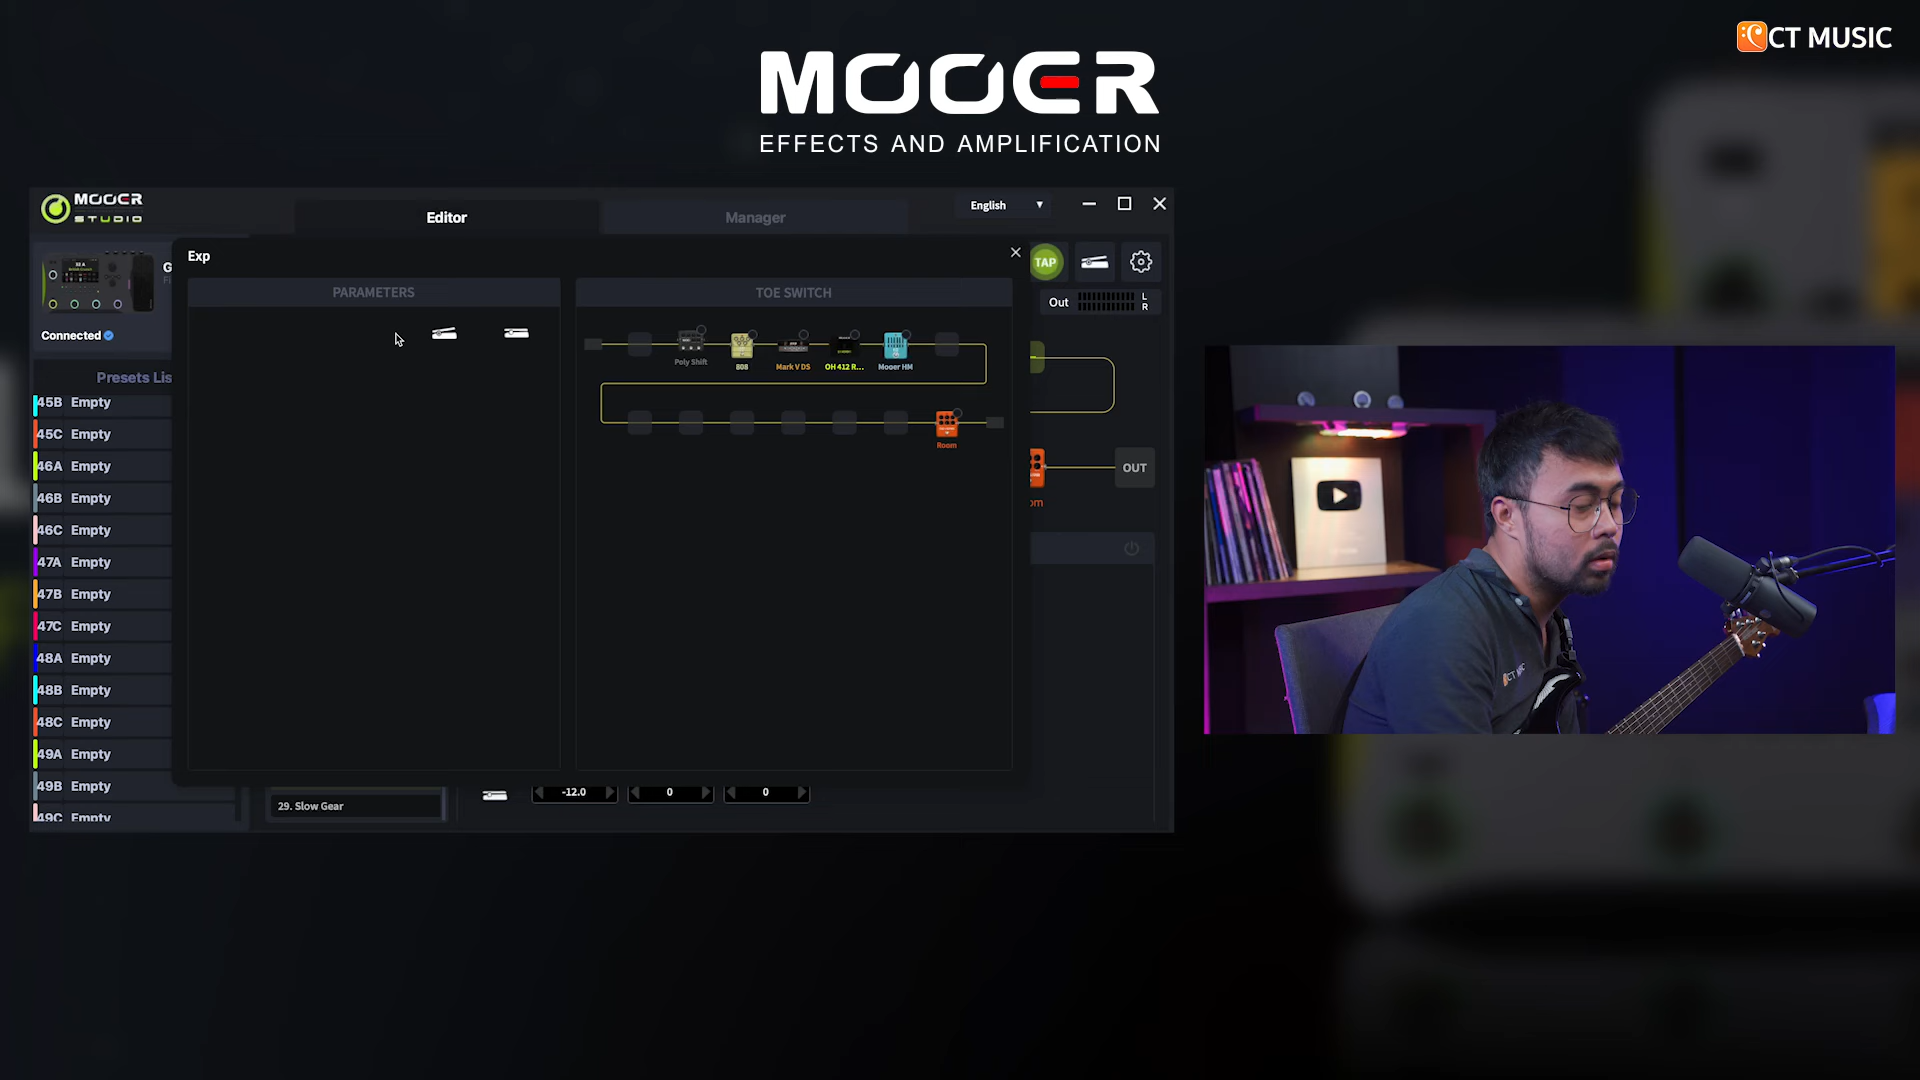 CT MUSIC
MOOER
EFFECTS AND AMPLIFICATION
MOOER
STUDIO
Editor
Manager
English
Exp
G
TAP
PARAMETERS
TOE SWITCH
Out
L
R
Connected
Poly Shift
808
Mark V DS
OH 412 R...
Mooer HM
Presets Lis
45B Empty
45C Empty
46A Empty
46B Empty
46C Empty
47A Empty
47B Empty
47C Empty
48A Empty
48B Empty
48C Empty
49A Empty
49B Empty
49C Empty
Room
OUT
om
29. Slow Gear
-12.0
0
0
CT MUSIC